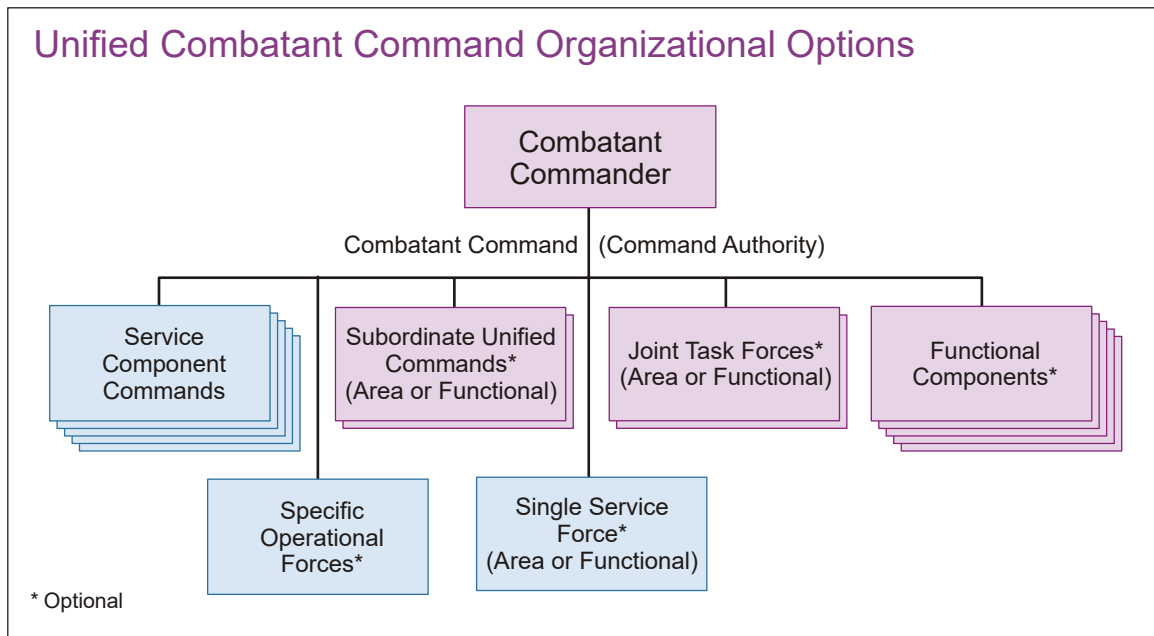 Unified Combatant Command Organizational Options
Combatant
Commander
Combatant Command (Command Authority)
Service
Component
Commands
Subordinate Unified
Commands*
(Area or Functional)
Joint Task Forces*
(Area or Functional)
Functional
Components*
Specific
Operational
Forces*
Single Service
Force*
(Area or Functional)
* Optional